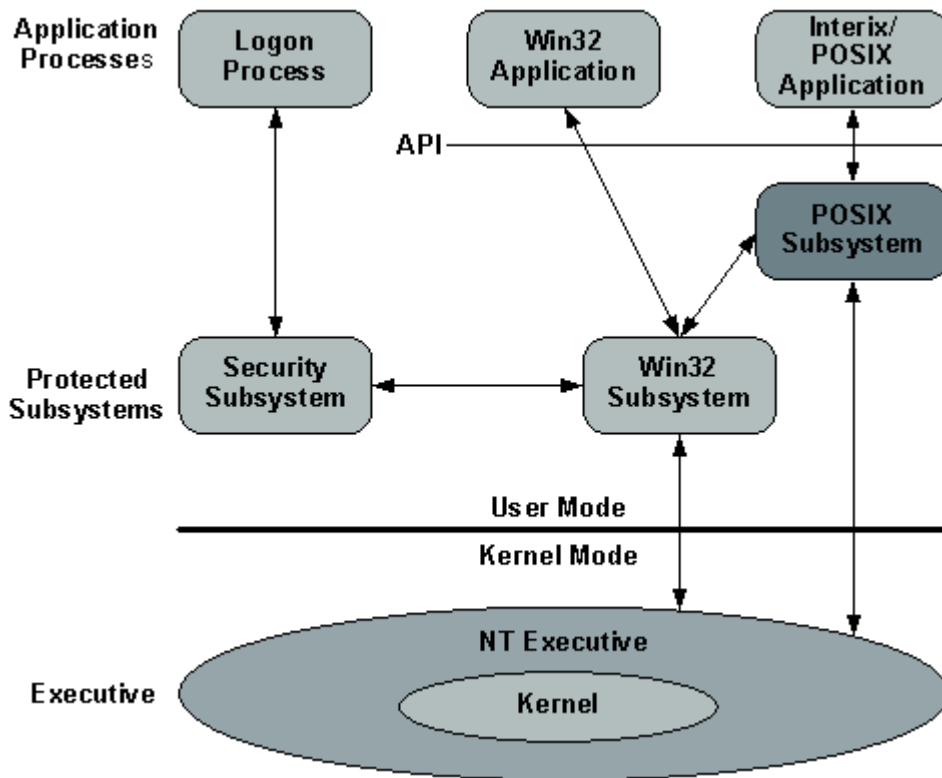 Application
Processes
Logon
Process
Win32
Application
Interix/
POSIX
Application
API
POSIX
Subsystem
Protected
Subsystems
Security
Subsystem
Win32
Subsystem
User Mode
Kernel Mode
NT Executive
Executive
Kernel